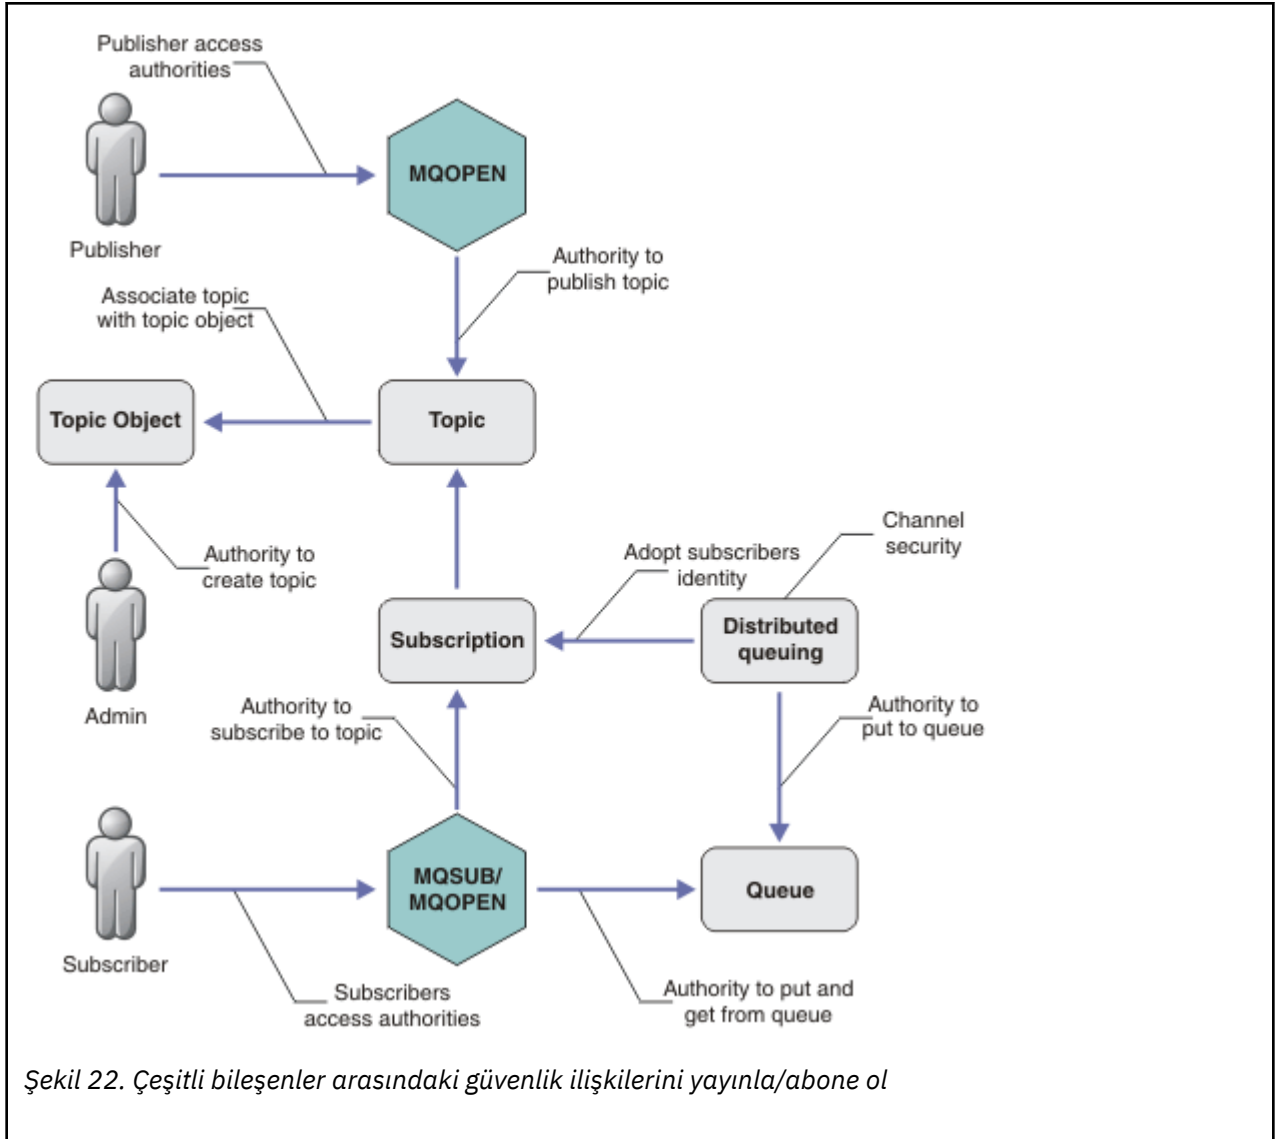 Publisher access
authorities
MQOPEN
Publisher
Authority to
publish topic
Associate topic
with topic object
Topic Object
Topic
Channel
security
Authority to
create topic
Adopt subscribers
identity
Subscription
Distributed
queuing
Admin
Authority to
subscribe to topic
Authority to
put to queue
MQSUB/
MQOPEN
Queue
Subscriber
Subscribers
access authorities
Authority to put and
get from queue
Şekil 22. Çeşitli bileşenler arasındaki güvenlik ilişkilerini yayınla/abone ol